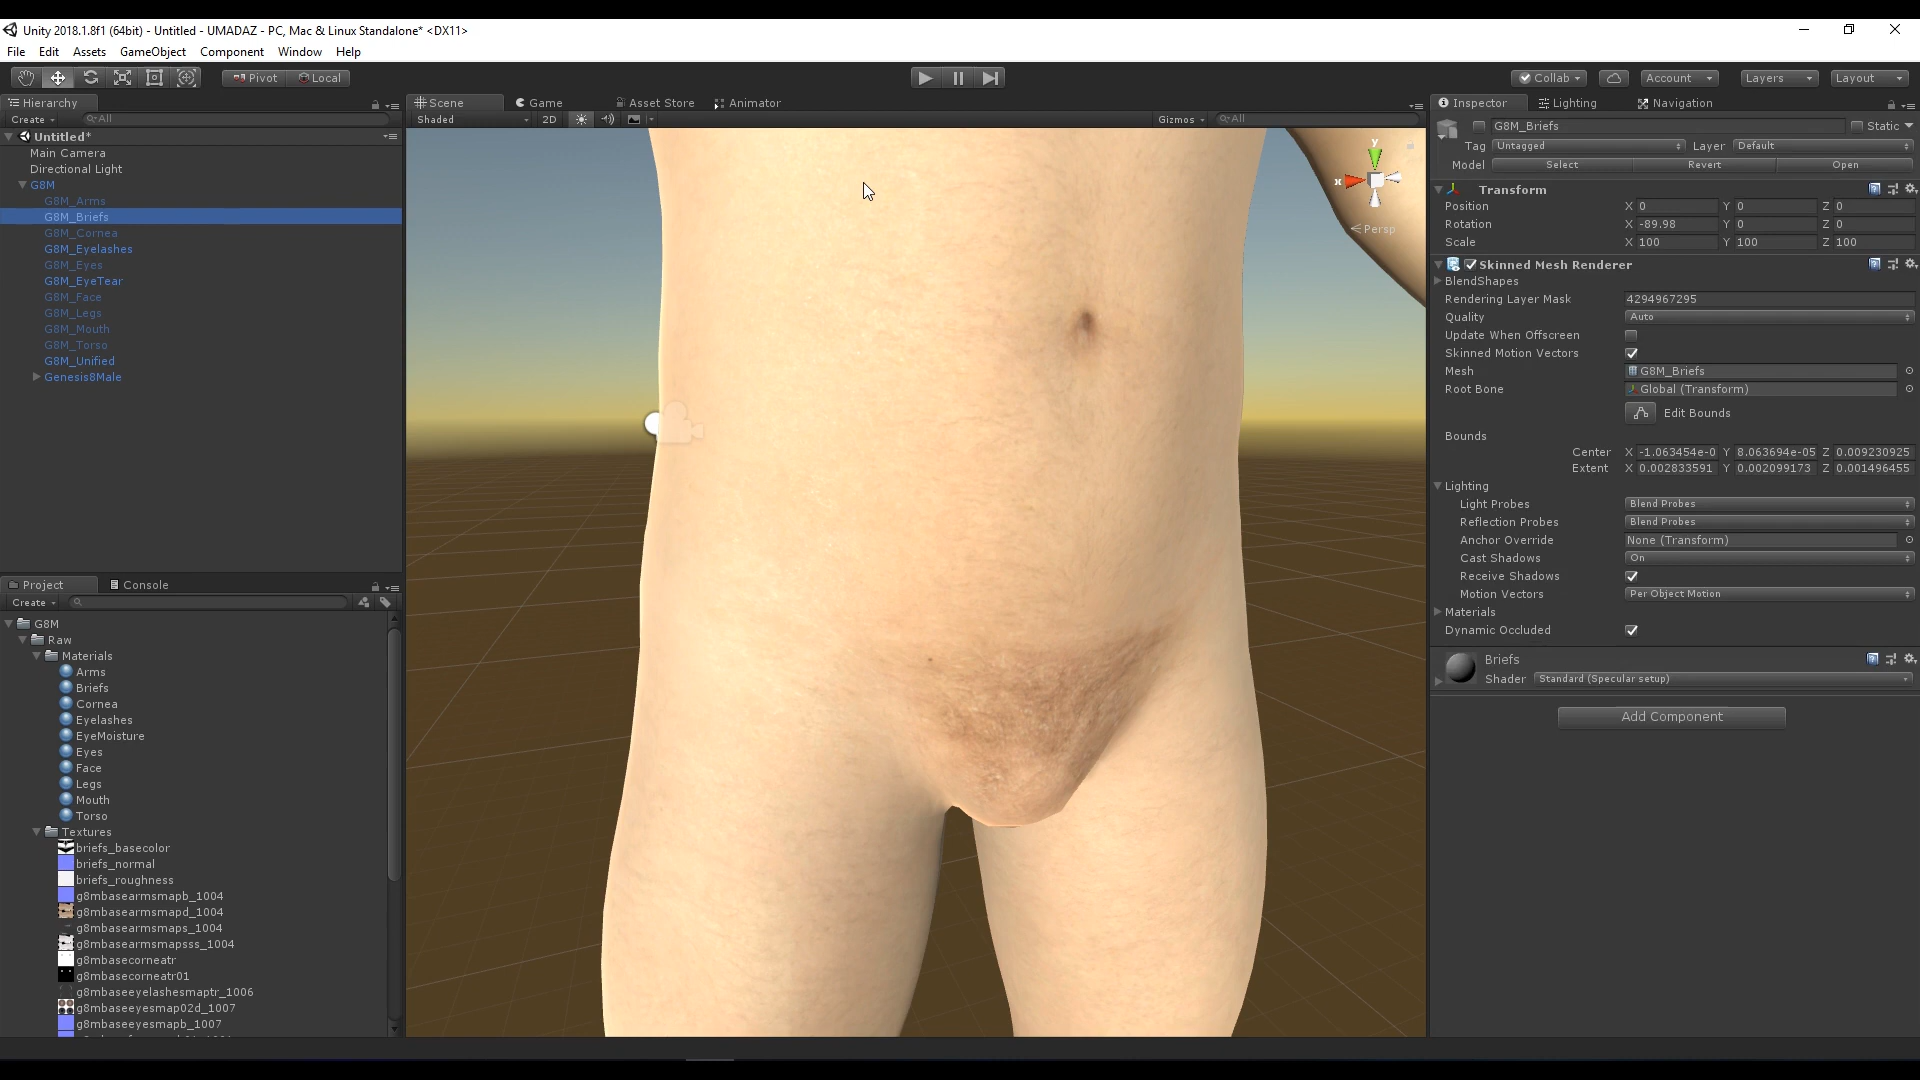 Unity 2018.1.8f1 (64bit) - Untitled - UMADAZ - PC, Mac & Linux Standalone* <DX11>
File Edit Assets GameObject Component Window Help
Pivot Local Collab Account Layers Layout
Hierarchy
Create All
Untitled*
Main Camera
Directional Light
G8M
G8M_Arms
G8M_Briefs
G8M_Cornea
G8M_Eyelashes
G8M_Eyes
G8M_EyeTear
G8M_Face
G8M_Legs
G8M_Mouth
G8M_Torso
G8M_Unified
Genesis8Male
Project Console
Create
G8M
Raw
Materials
Arms
Briefs
Cornea
Eyelashes
EyeMoisture
Eyes
Face
Legs
Mouth
Torso
Textures
briefs_basecolor
briefs_normal
briefs_roughness
g8mbasearmsmapb_1004
g8mbasearmsmapd_1004
g8mbasearmsmaps_1004
g8mbasearmsmapsss_1004
g8mbasecorneatr
g8mbasecorneatr01
g8mbaseeyelashesmaptr_1006
g8mbaseeyesmap02d_1007
g8mbaseeyesmapb_1007
Scene Game Asset Store Animator
Shaded 2D Gizmos All
y
x
Persp
Inspector Lighting Navigation
G8M_Briefs Static
Tag Untagged Layer Default
Model Select Revert Open
Transform
Position X 0 Y 0 Z 0
Rotation X -89.98 Y 0 Z 0
Scale X 100 Y 100 Z 100
Skinned Mesh Renderer
BlendShapes
Rendering Layer Mask 4294967295
Quality Auto
Update When Offscreen
Skinned Motion Vectors
Mesh G8M_Briefs
Root Bone Global (Transform)
Edit Bounds
Bounds
Center X -1.063454e-0 Y 8.063694e-05 Z 0.009230925
Extent X 0.002833591 Y 0.002099173 Z 0.001496455
Lighting
Light Probes Blend Probes
Reflection Probes Blend Probes
Anchor Override None (Transform)
Cast Shadows On
Receive Shadows
Motion Vectors Per Object Motion
Materials
Dynamic Occluded
Briefs
Shader Standard (Specular setup)
Add Component